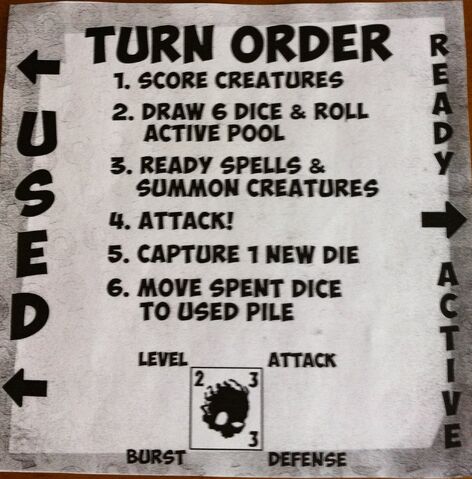 TURN ORDER
1. SCORE CREATURES
2. DRAW 6 DICE & ROLL
ACTIVE POOL
3. READY SPELLS &
SUMMON CREATURES
4. ATTACK!
5. CAPTURE 1 NEW DIE
6. MOVE SPENT DICE
TO USED PILE
USED
READY
ACTIVE
LEVEL
ATTACK
2
3
3
BURST
DEFENSE